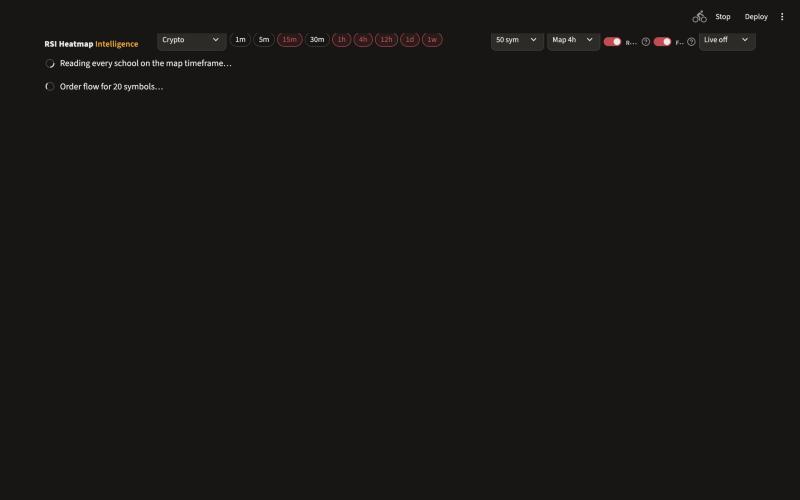 Stop Deploy
RSI Heatmap Intelligence Crypto 1m 5m 15m 30m 1h 4h 12h 1d 1w 50 sym Map 4h R... F... Live off
Reading every school on the map timeframe...
Order flow for 20 symbols...